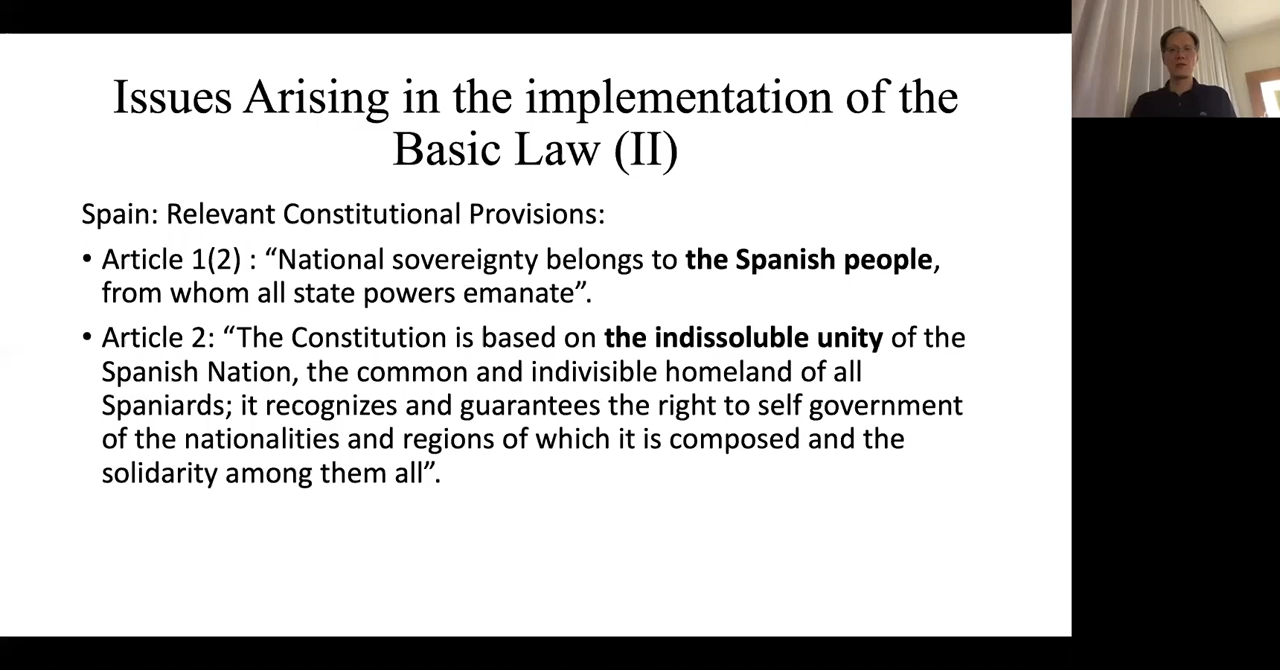 Issues Arising in the implementation of the
Basic Law (II)
Spain: Relevant Constitutional Provisions:
• Article 1(2) : “National sovereignty belongs to the Spanish people,
from whom all state powers emanate”.
• Article 2: “The Constitution is based on the indissoluble unity of the
Spanish Nation, the common and indivisible homeland of all
Spaniards; it recognizes and guarantees the right to self government
of the nationalities and regions of which it is composed and the
solidarity among them all”.